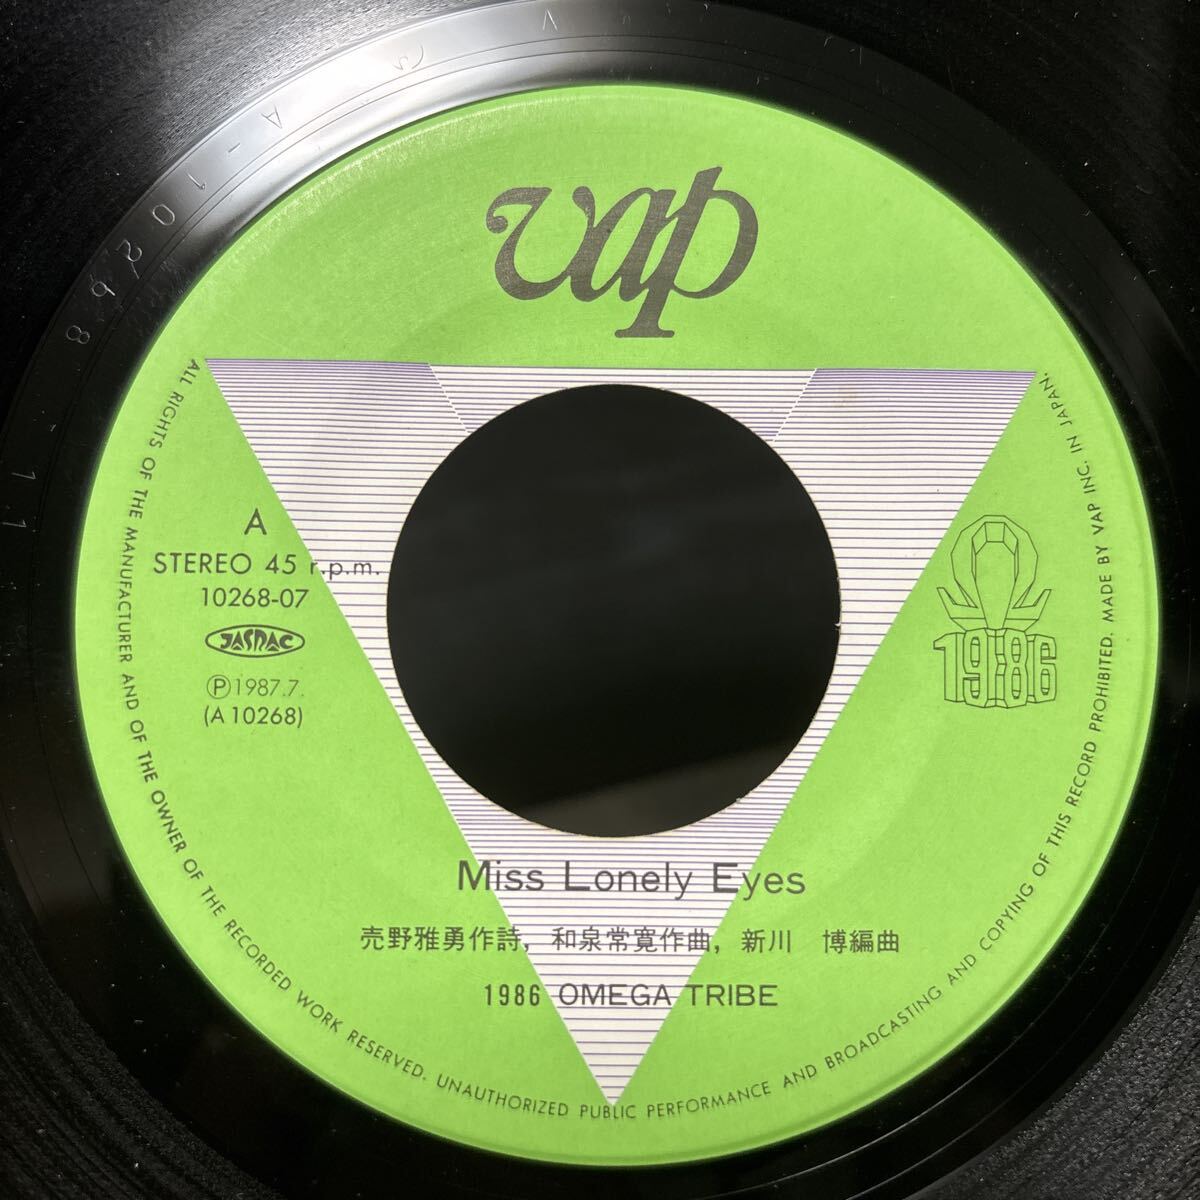 vap
A
STEREO 45 r.p.m.
10268-07
JASRAC
Ⓟ1987.7.
(A 10268)
1986
Miss Lonely Eyes
売野雅勇作詩, 和泉常寛作曲, 新川 博編曲
1986 OMEGA TRIBE
ALL RIGHTS OF THE MANUFACTURER AND OF THE OWNER OF THE RECORDED WORK RESERVED. UNAUTHORIZED PUBLIC PERFORMANCE AND BROADCASTING AND COPYING OF THIS RECORD PROHIBITED. MADE BY VAP INC. IN JAPAN.